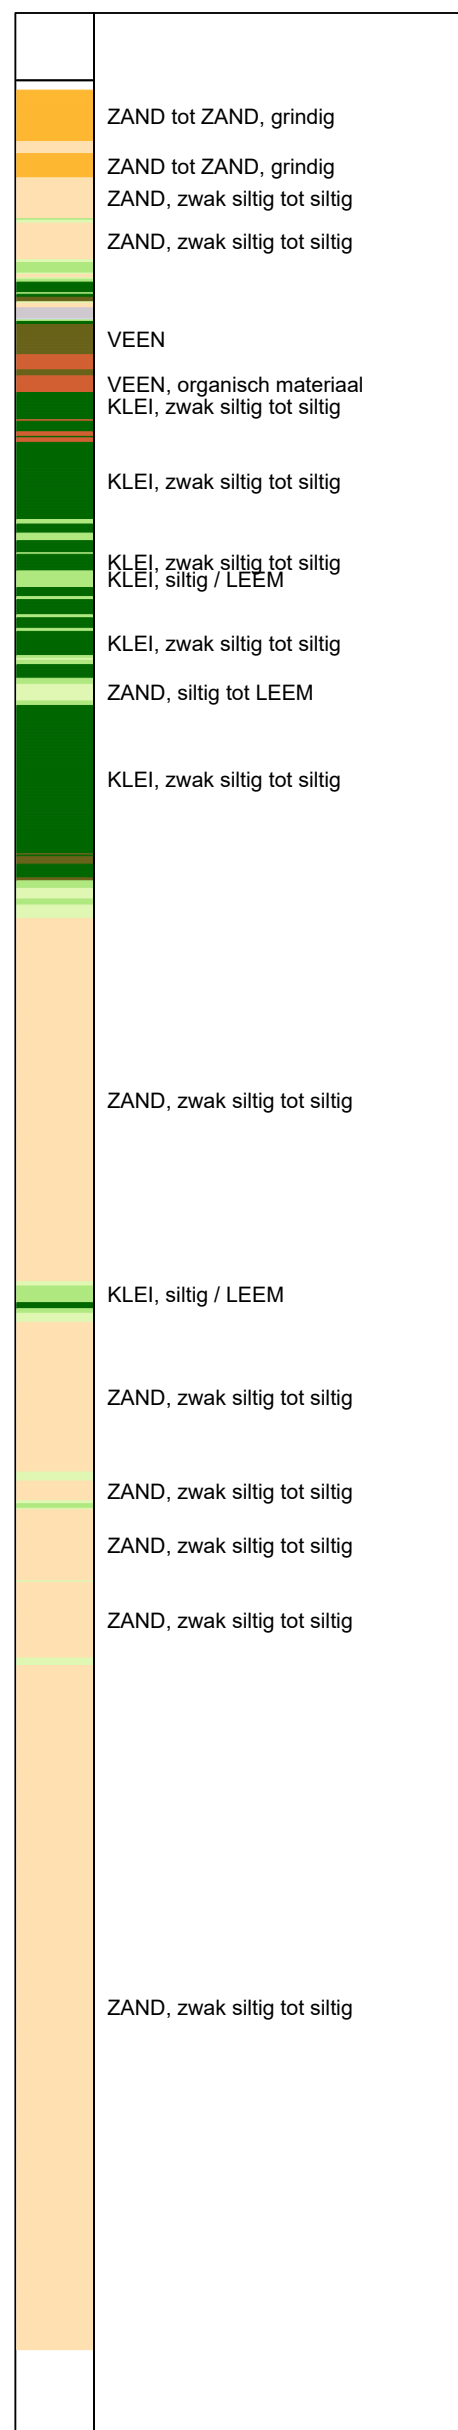 ZAND tot ZAND, grindig
ZAND tot ZAND, grindig
ZAND, zwak siltig tot siltig
ZAND, zwak siltig tot siltig
VEEN
VEEN, organisch materiaal
KLEI, zwak siltig tot siltig
KLEI, zwak siltig tot siltig
KLEI, zwak siltig tot siltig
KLEI, siltig / LEEM
KLEI, zwak siltig tot siltig
ZAND, siltig tot LEEM
KLEI, zwak siltig tot siltig
ZAND, zwak siltig tot siltig
KLEI, siltig / LEEM
ZAND, zwak siltig tot siltig
ZAND, zwak siltig tot siltig
ZAND, zwak siltig tot siltig
ZAND, zwak siltig tot siltig
ZAND, zwak siltig tot siltig